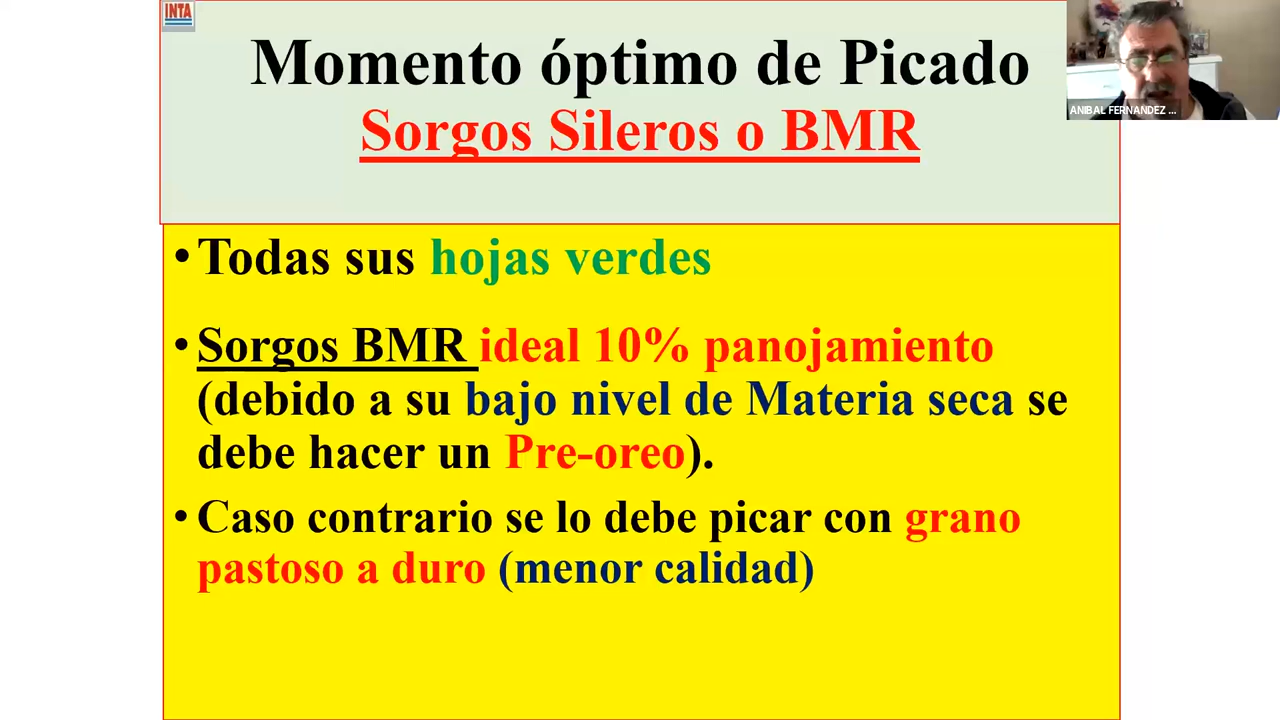 INTA
Momento óptimo de Picado
Sorgos Sileros o BMR
ANIBAL FERNANDEZ ...
•Todas sus hojas verdes
•Sorgos BMR ideal 10% panojamiento
(debido a su bajo nivel de Materia seca se
debe hacer un Pre-oreo).
•Caso contrario se lo debe picar con grano
pastoso a duro (menor calidad)